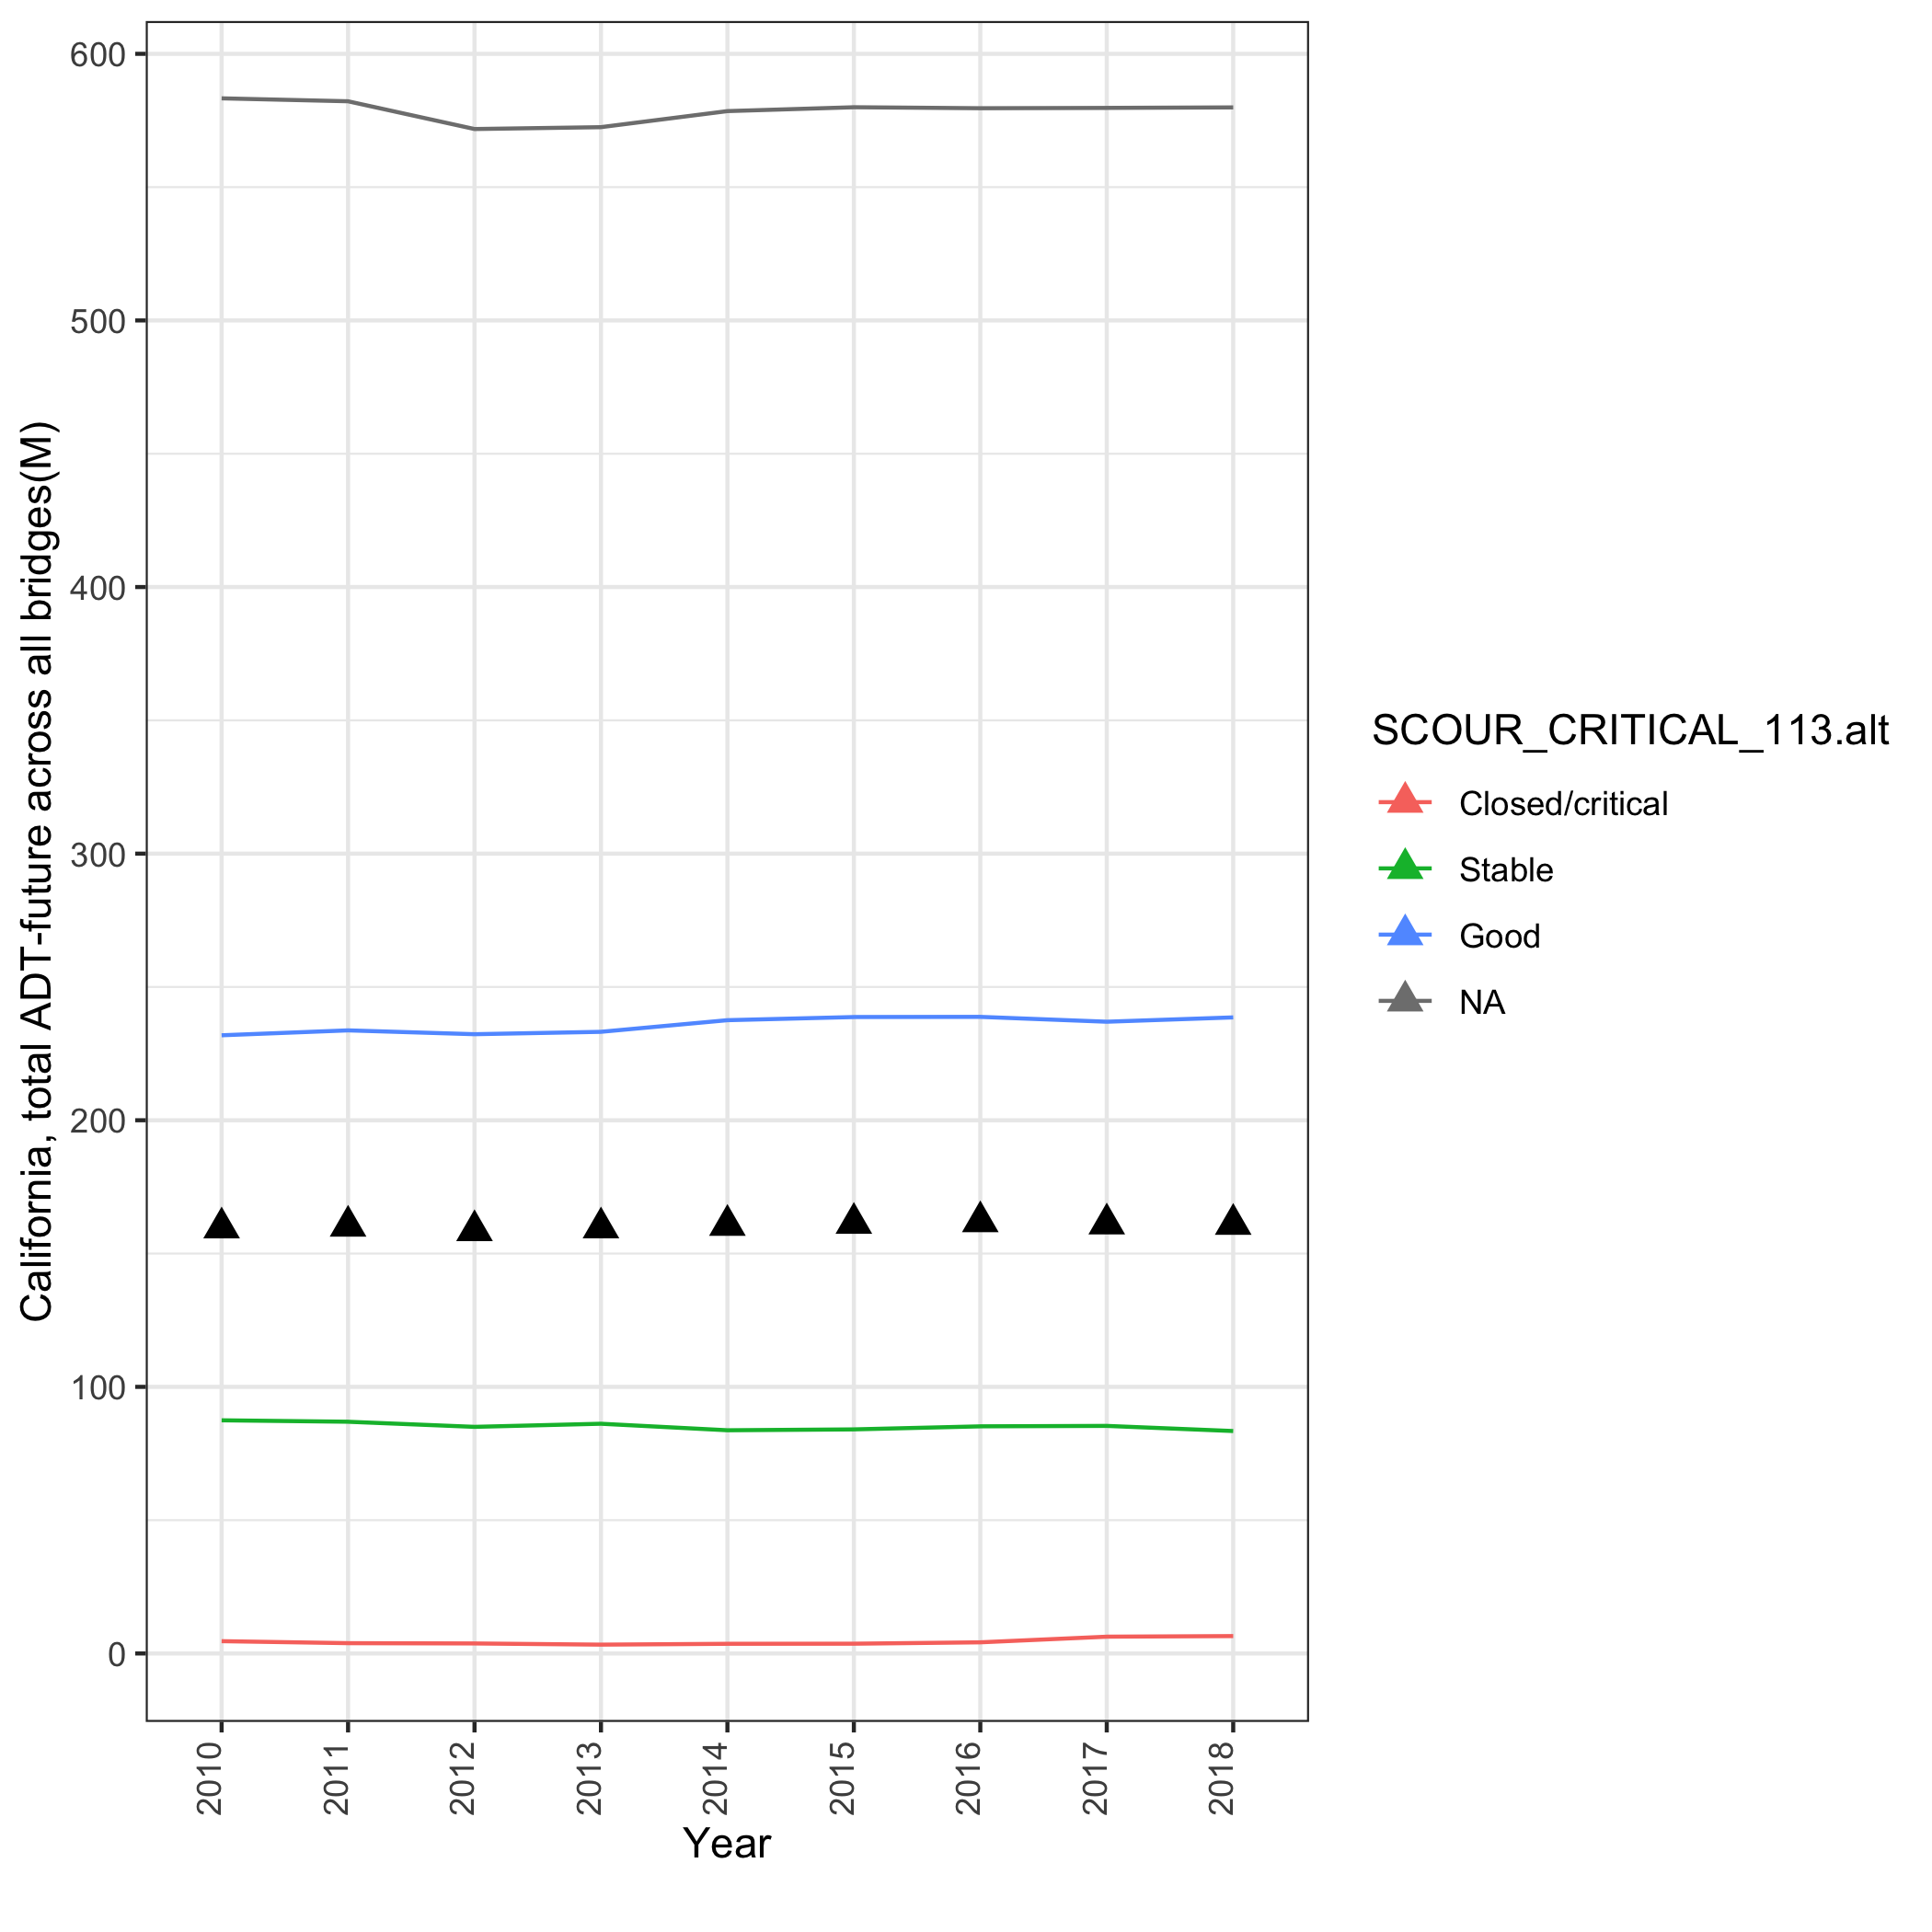 California, total ADT-future across all bridges(M)
600
500
400
300
200
100
0
2010
2011
2012
2013
2014
2015
2016
2017
2018
Year
SCOUR_CRITICAL_113.alt
Closed/critical
Stable
Good
NA